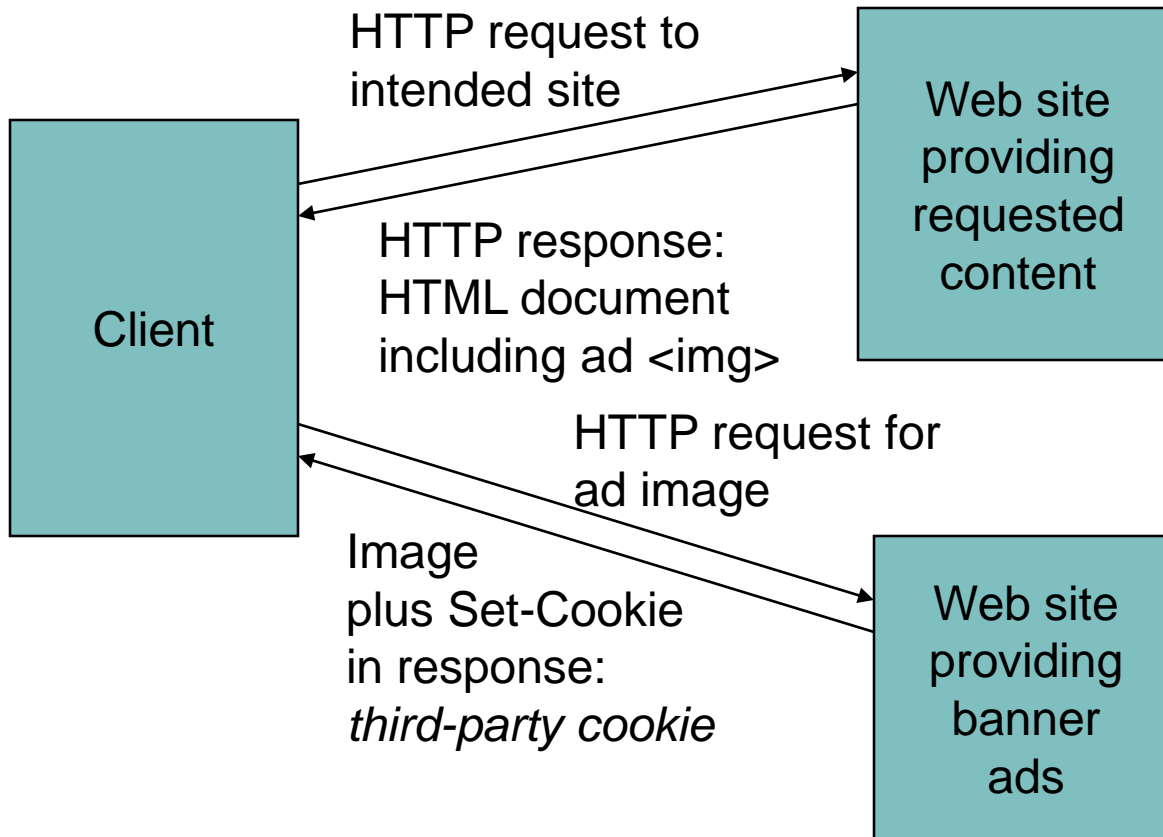 HTTP request to
intended site
Web site
providing
requested
content
Client
HTTP response:
HTML document
including ad <img>
HTTP request for
ad image
Image
plus Set-Cookie
in response:
third-party cookie
Web site
providing
banner
ads